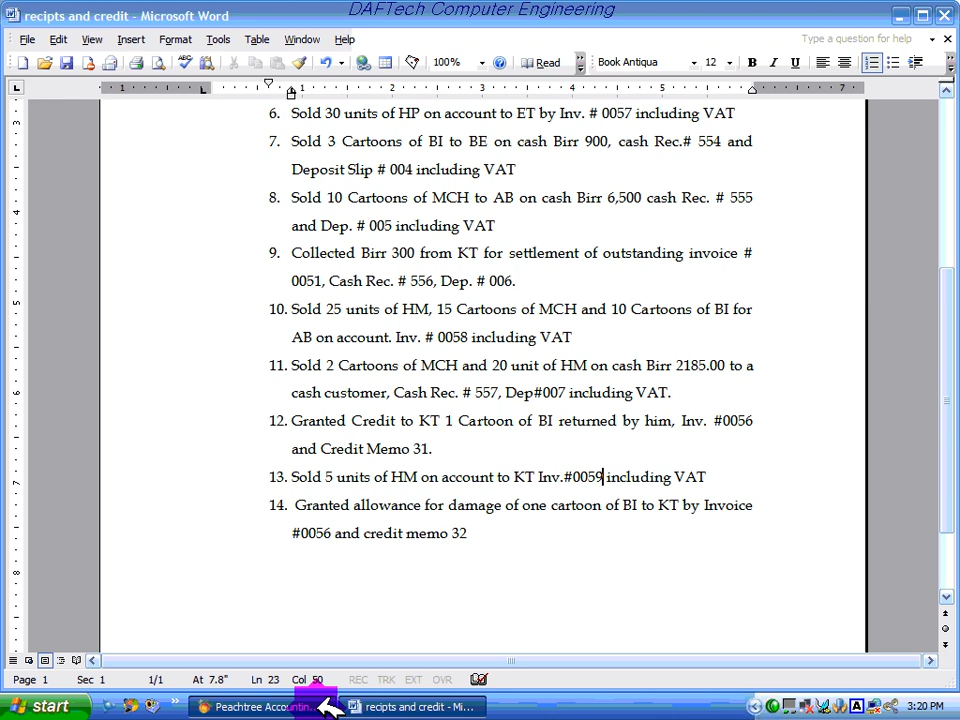 DAFTech Computer Engineering
recipts and credit - Microsoft Word
File Edit View Insert Format Tools Table Window Help Type a question for help
100% Read Book Antiqua 12 B I U
1 1 2 3 4 5 7
6. Sold 30 units of HP on account to ET by Inv. # 0057 including VAT
7. Sold 3 Cartoons of BI to BE on cash Birr 900, cash Rec.# 554 and
Deposit Slip # 004 including VAT
8. Sold 10 Cartoons of MCH to AB on cash Birr 6,500 cash Rec. # 555
and Dep. # 005 including VAT
9. Collected Birr 300 from KT for settlement of outstanding invoice #
0051, Cash Rec. # 556, Dep. # 006.
10. Sold 25 units of HM, 15 Cartoons of MCH and 10 Cartoons of BI for
AB on account. Inv. # 0058 including VAT
11. Sold 2 Cartoons of MCH and 20 unit of HM on cash Birr 2185.00 to a
cash customer, Cash Rec. # 557, Dep#007 including VAT.
12. Granted Credit to KT 1 Cartoon of BI returned by him, Inv. #0056
and Credit Memo 31.
13. Sold 5 units of HM on account to KT Inv.#0059 including VAT
14. Granted allowance for damage of one cartoon of BI to KT by Invoice
#0056 and credit memo 32
Page 1 Sec 1 1/1 At 7.8" Ln 23 Col 50 REC TRK EXT OVR
start Peachtree Accountin... recipts and credit - Mi... A 3:20 PM